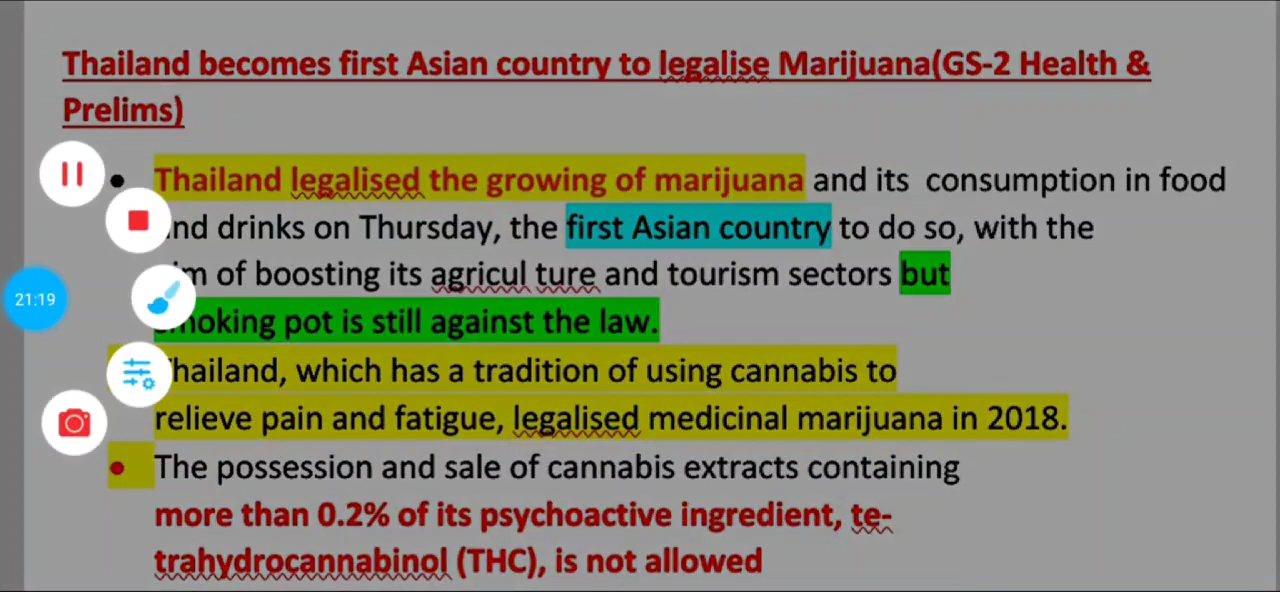 Thailand becomes first Asian country to legalise Marijuana(GS-2 Health &
Prelims)
• Thailand legalised the growing of marijuana and its consumption in food
nd drinks on Thursday, the first Asian country to do so, with the
m of boosting its agricul ture and tourism sectors but
moking pot is still against the law.
hailand, which has a tradition of using cannabis to
relieve pain and fatigue, legalised medicinal marijuana in 2018.
• The possession and sale of cannabis extracts containing
more than 0.2% of its psychoactive ingredient, te-
trahydrocannabinol (THC), is not allowed
21:19